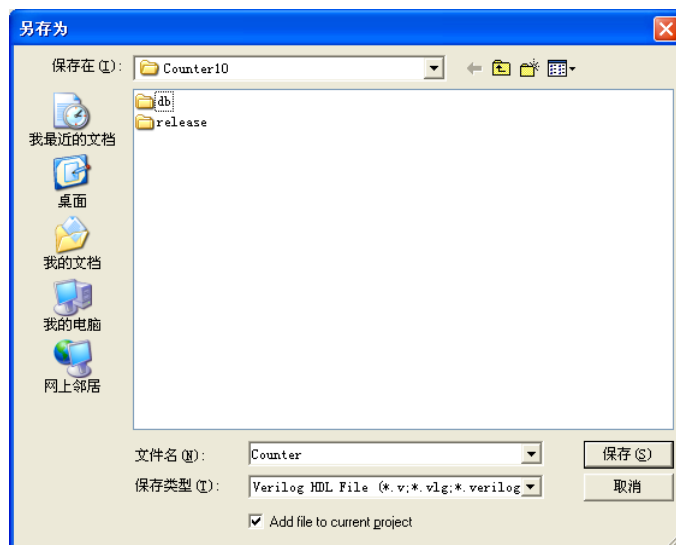 另存为
保存在(I):
Counter10
db
release
我最近的文档
桌面
我的文档
我的电脑
网上邻居
文件名(N):
Counter
保存(S)
保存类型(T):
Verilog HDL File (*.v;*.vlg;*.verilog
取消
Add file to current project